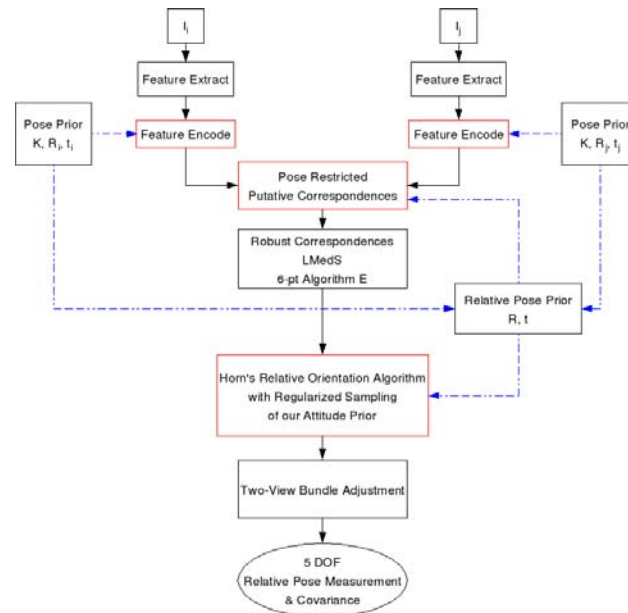 I_i
I_j
Feature Extract
Feature Extract
Pose Prior
K, R_i, t_i
Feature Encode
Feature Encode
Pose Prior
K, R_j, t_j
Pose Restricted
Putative Correspondences
Robust Correspondences
LMedS
6-pt Algorithm E
Relative Pose Prior
R, t
Horn's Relative Orientation Algorithm
with Regularized Sampling
of our Attitude Prior
Two-View Bundle Adjustment
5 DOF
Relative Pose Measurement
& Covariance